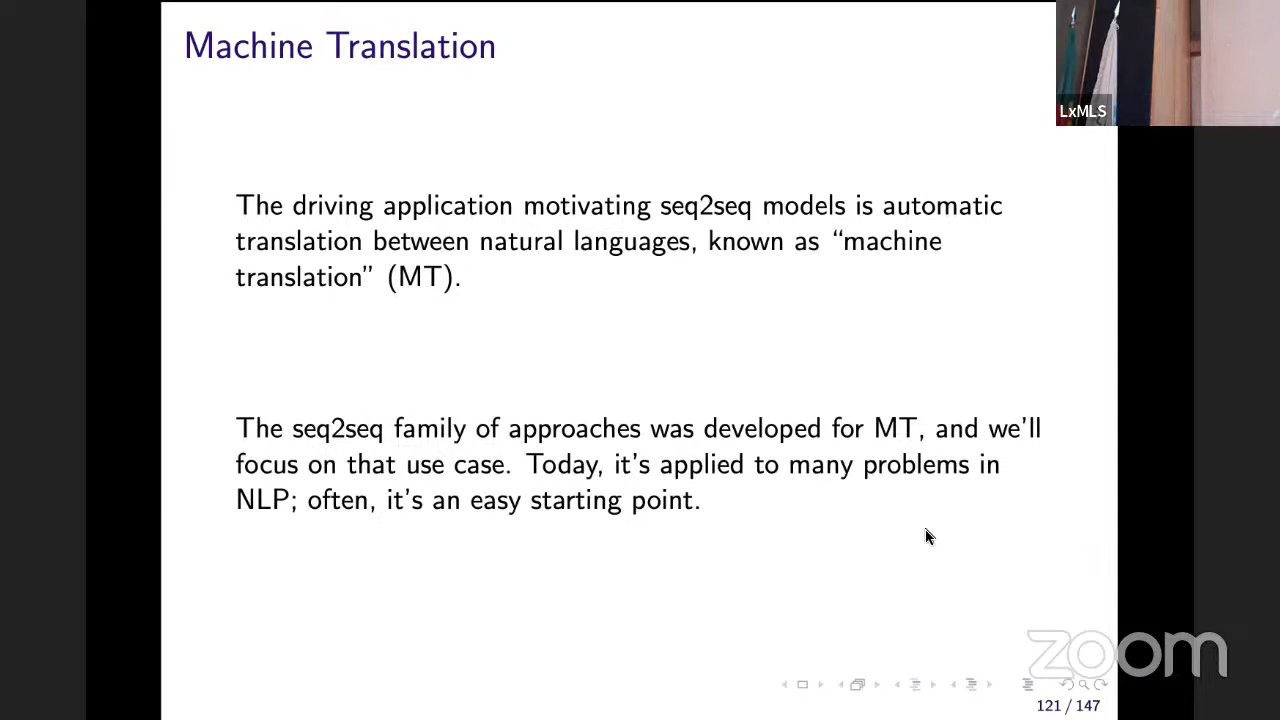 Machine Translation
LxMLS
The driving application motivating seq2seq models is automatic
translation between natural languages, known as “machine
translation” (MT).
The seq2seq family of approaches was developed for MT, and we’ll
focus on that use case. Today, it’s applied to many problems in
NLP; often, it’s an easy starting point.
zoom
121 / 147